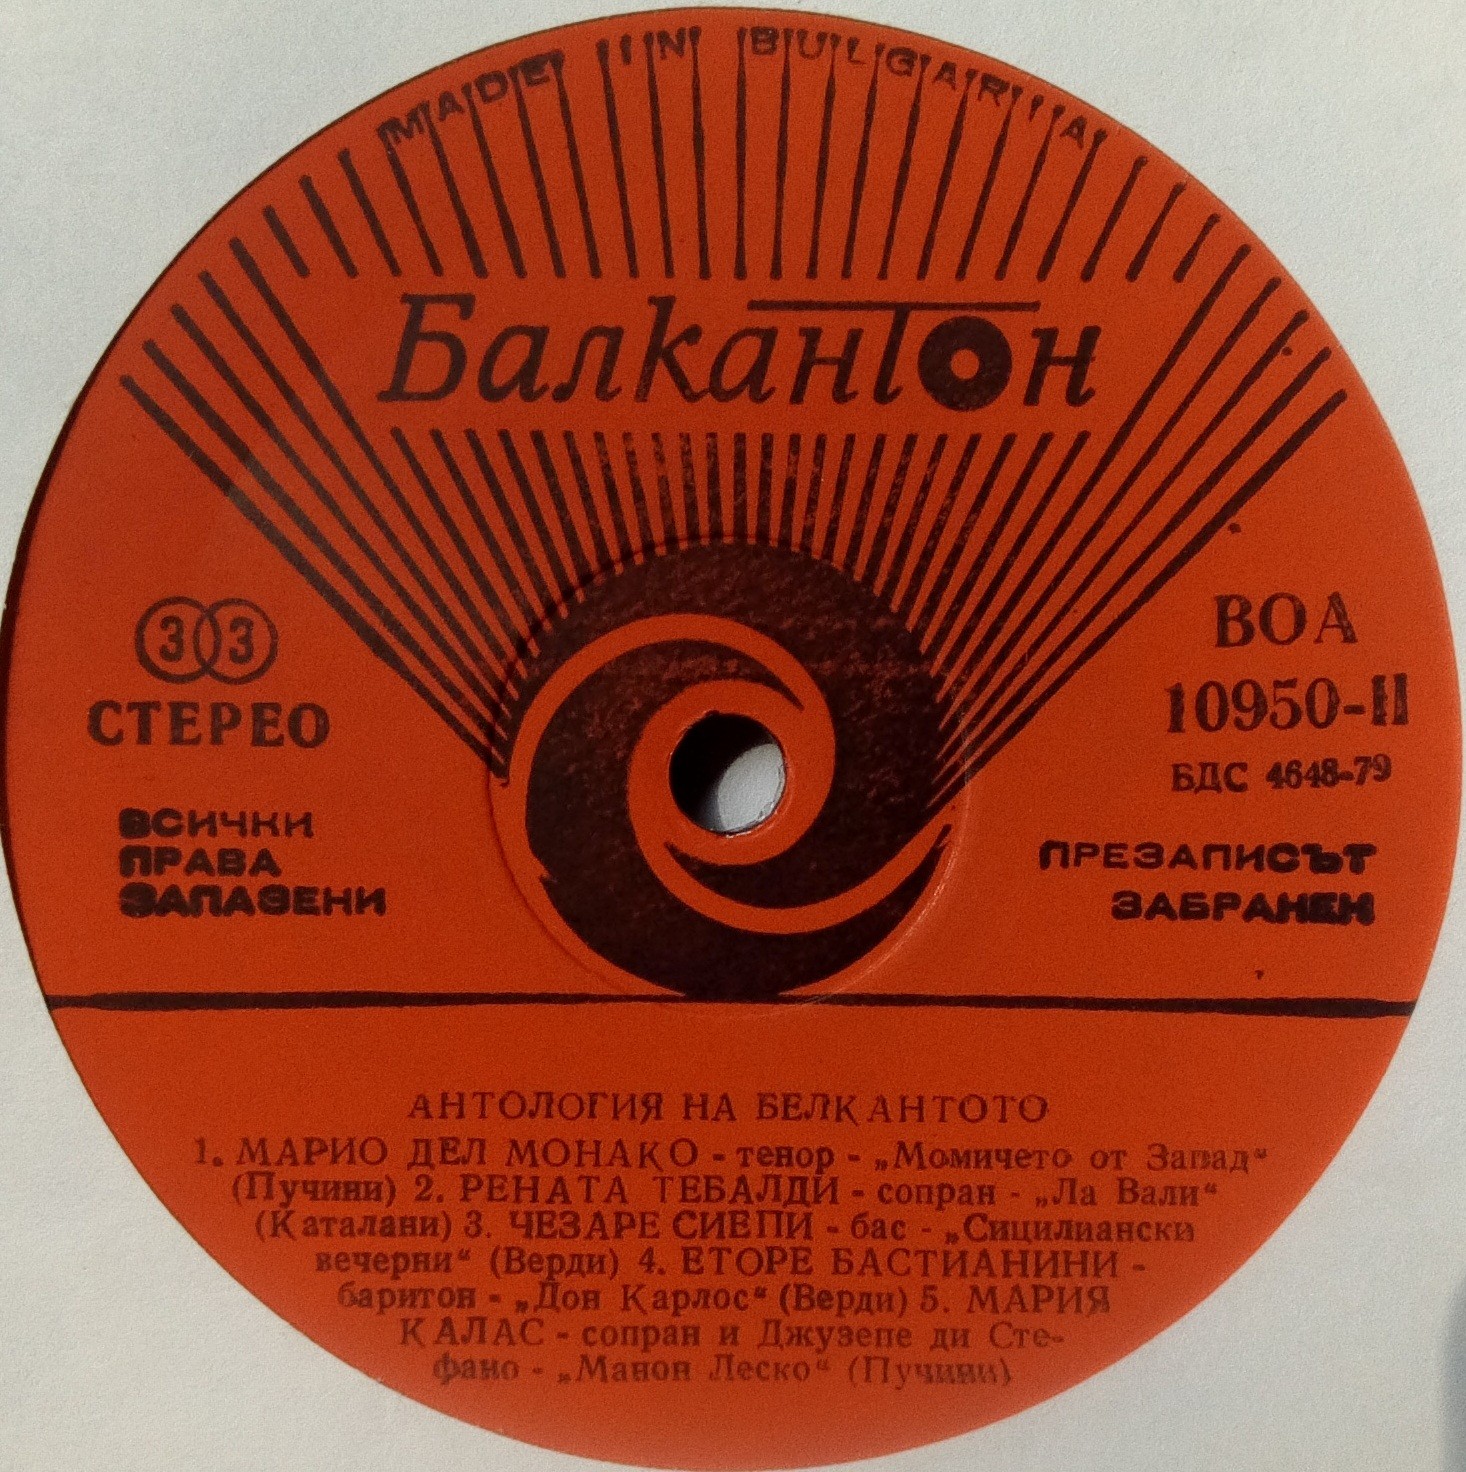 MADE IN BULGARIA
Балкантон
33
СТЕРЕО
ВСИЧКИ
ПРАВА
ЗАПАЗЕНИ
ВОА
10950-II
БДС 4648-79
ПРЕЗАПИСЪТ
ЗАБРАНЕН
АНТОЛОГИЯ НА БЕЛКАНТОТО
1. МАРИО ДЕЛ МОНАКО - тенор - „Момичето от Запад“
(Пучини) 2. РЕНАТА ТЕБАЛДИ - сопран - „Ла Вали“
(Каталани) 3. ЧЕЗАРЕ СИЕПИ - бас - „Сицилиански
вечерни“ (Верди) 4. ЕТОРЕ БАСТИАНИНИ -
баритон - „Дон Карлос“ (Верди) 5. МАРИЯ
КАЛАС - сопран и Джузепе ди Сте-
фано - „Манон Леско“ (Пучини)